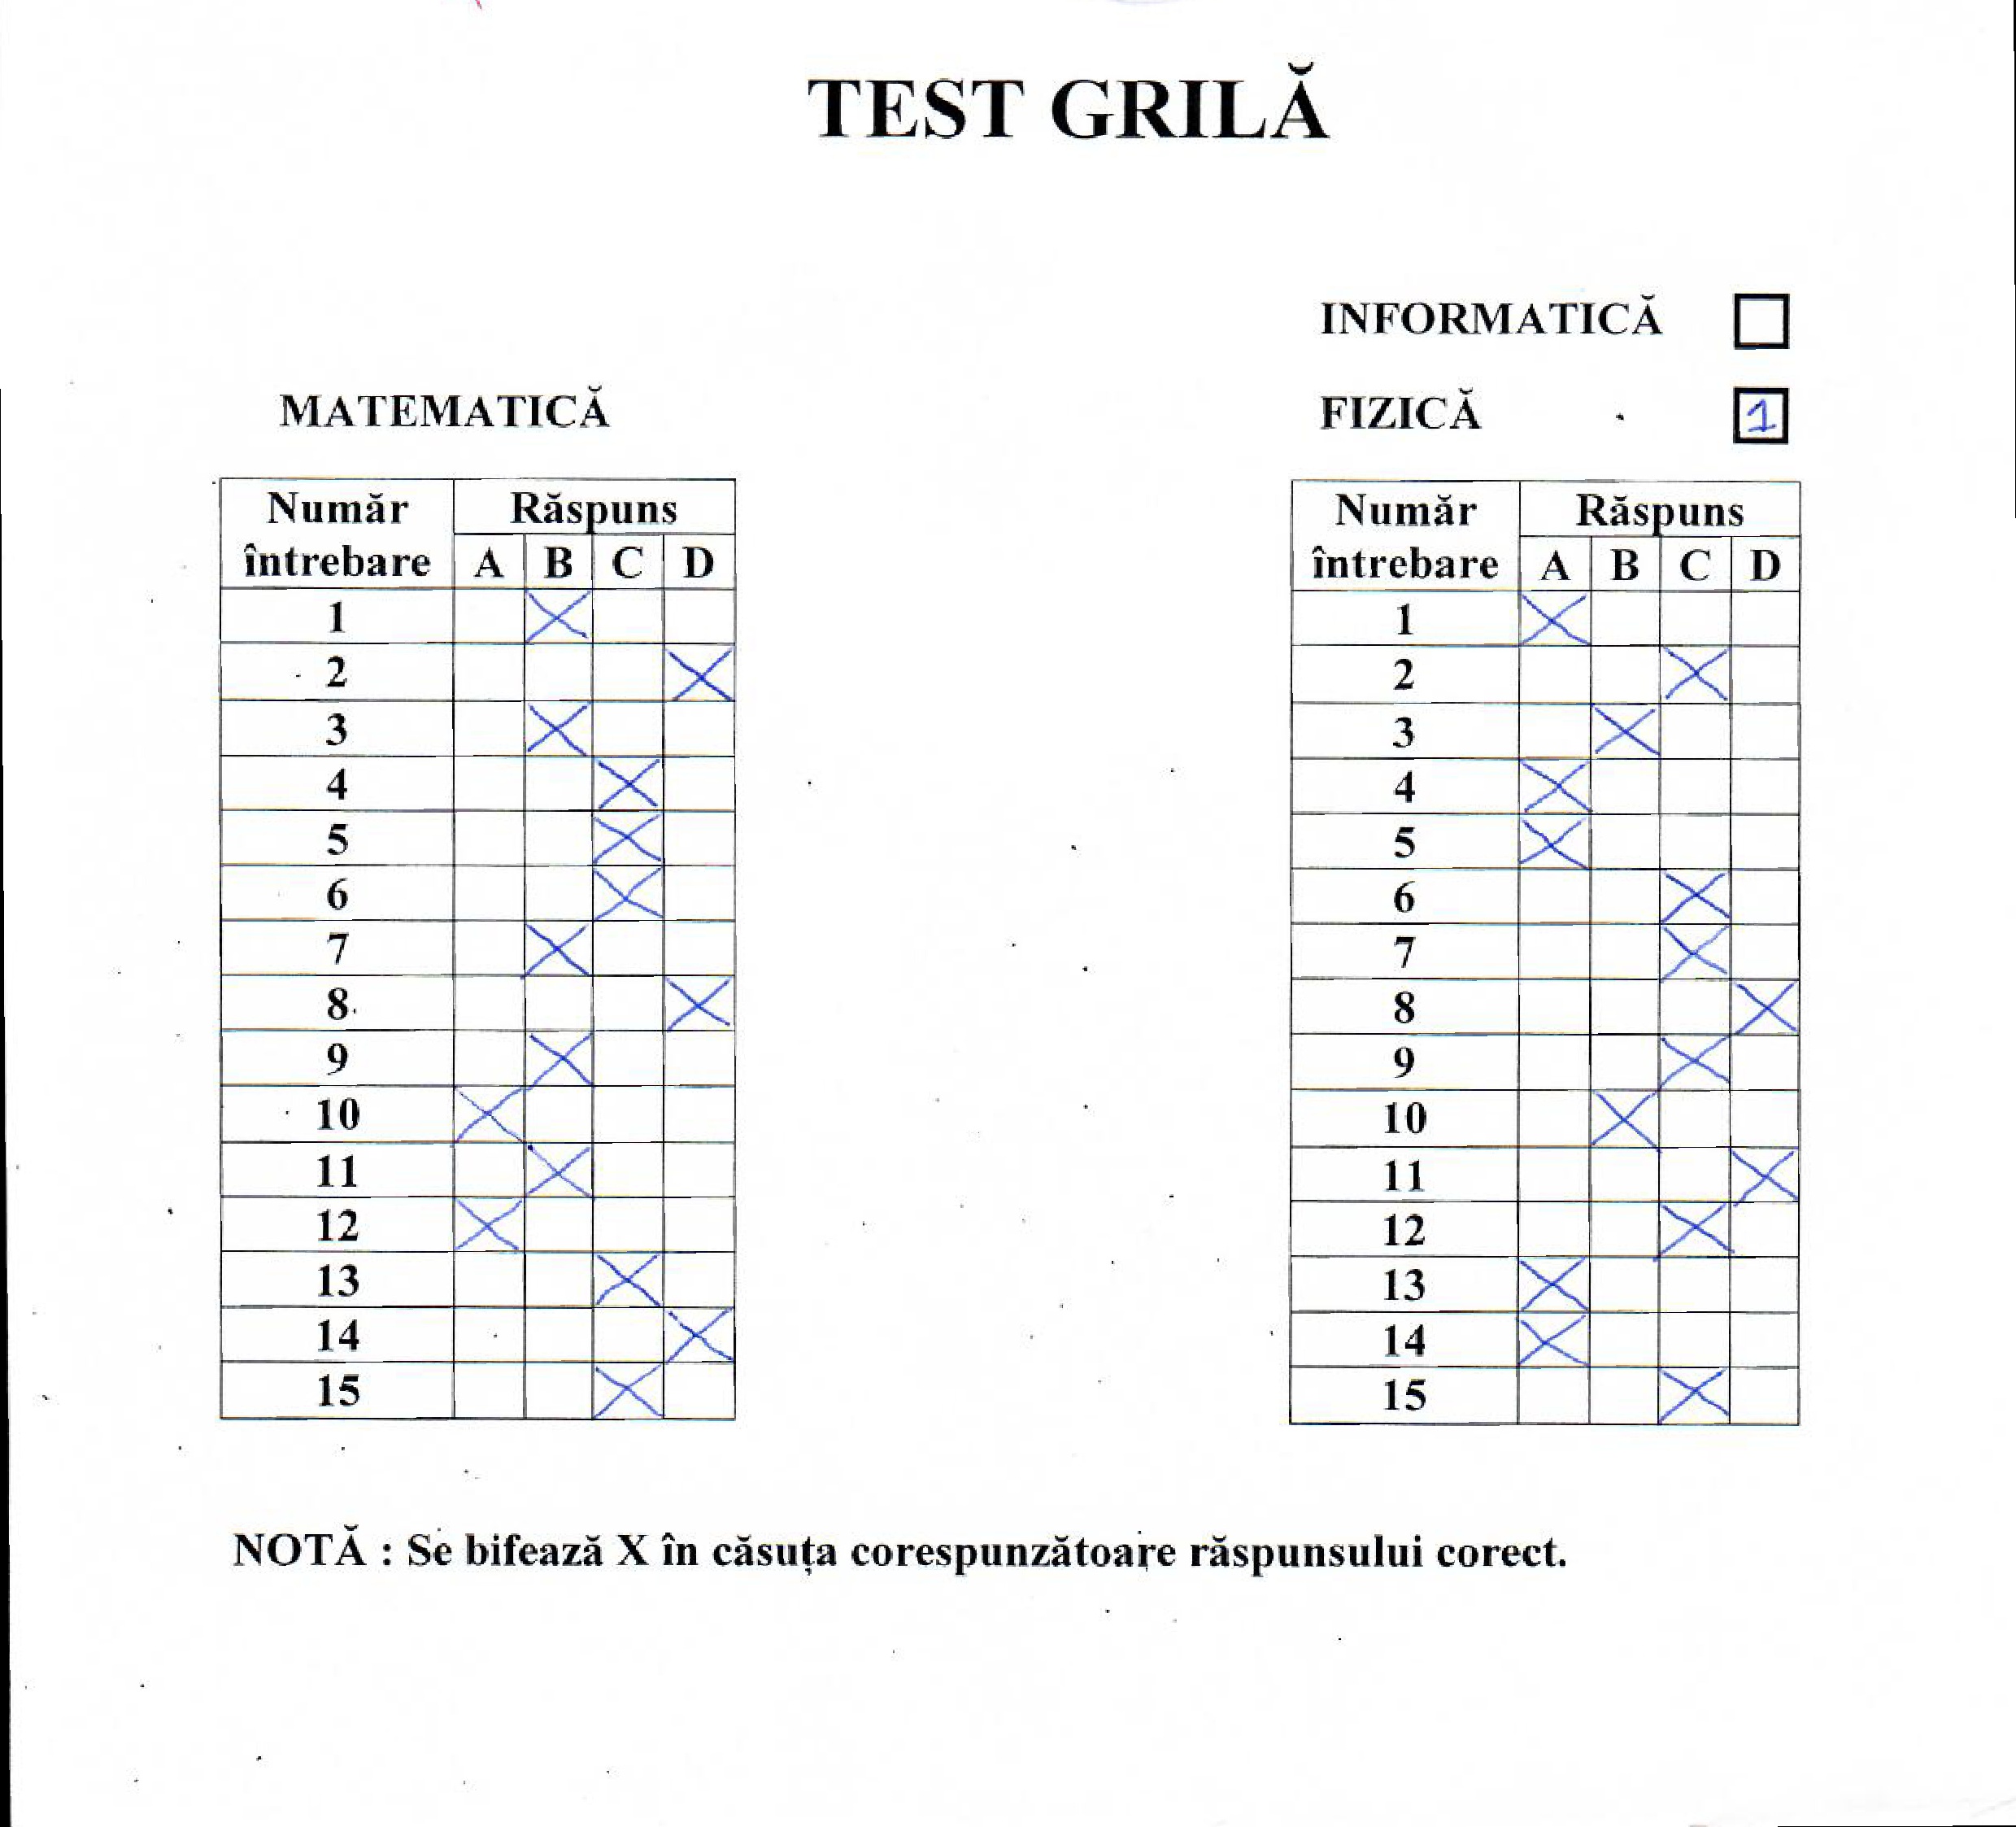 TEST GRILĂ
INFORMATICĂ
MATEMATICĂ
FIZICĂ 1
Număr întrebare Răspuns
A B C D
1 X
2 X
3 X
4 X
5 X
6 X
7 X
8 X
9 X
10 X
11 X
12 X
13 X
14 X
15 X
Număr întrebare Răspuns
A B C D
1 X
2 X
3 X
4 X
5 X
6 X
7 X
8 X
9 X
10 X
11 X
12 X
13 X
14 X
15 X
NOTĂ : Se bifează X în căsuța corespunzătoare răspunsului corect.